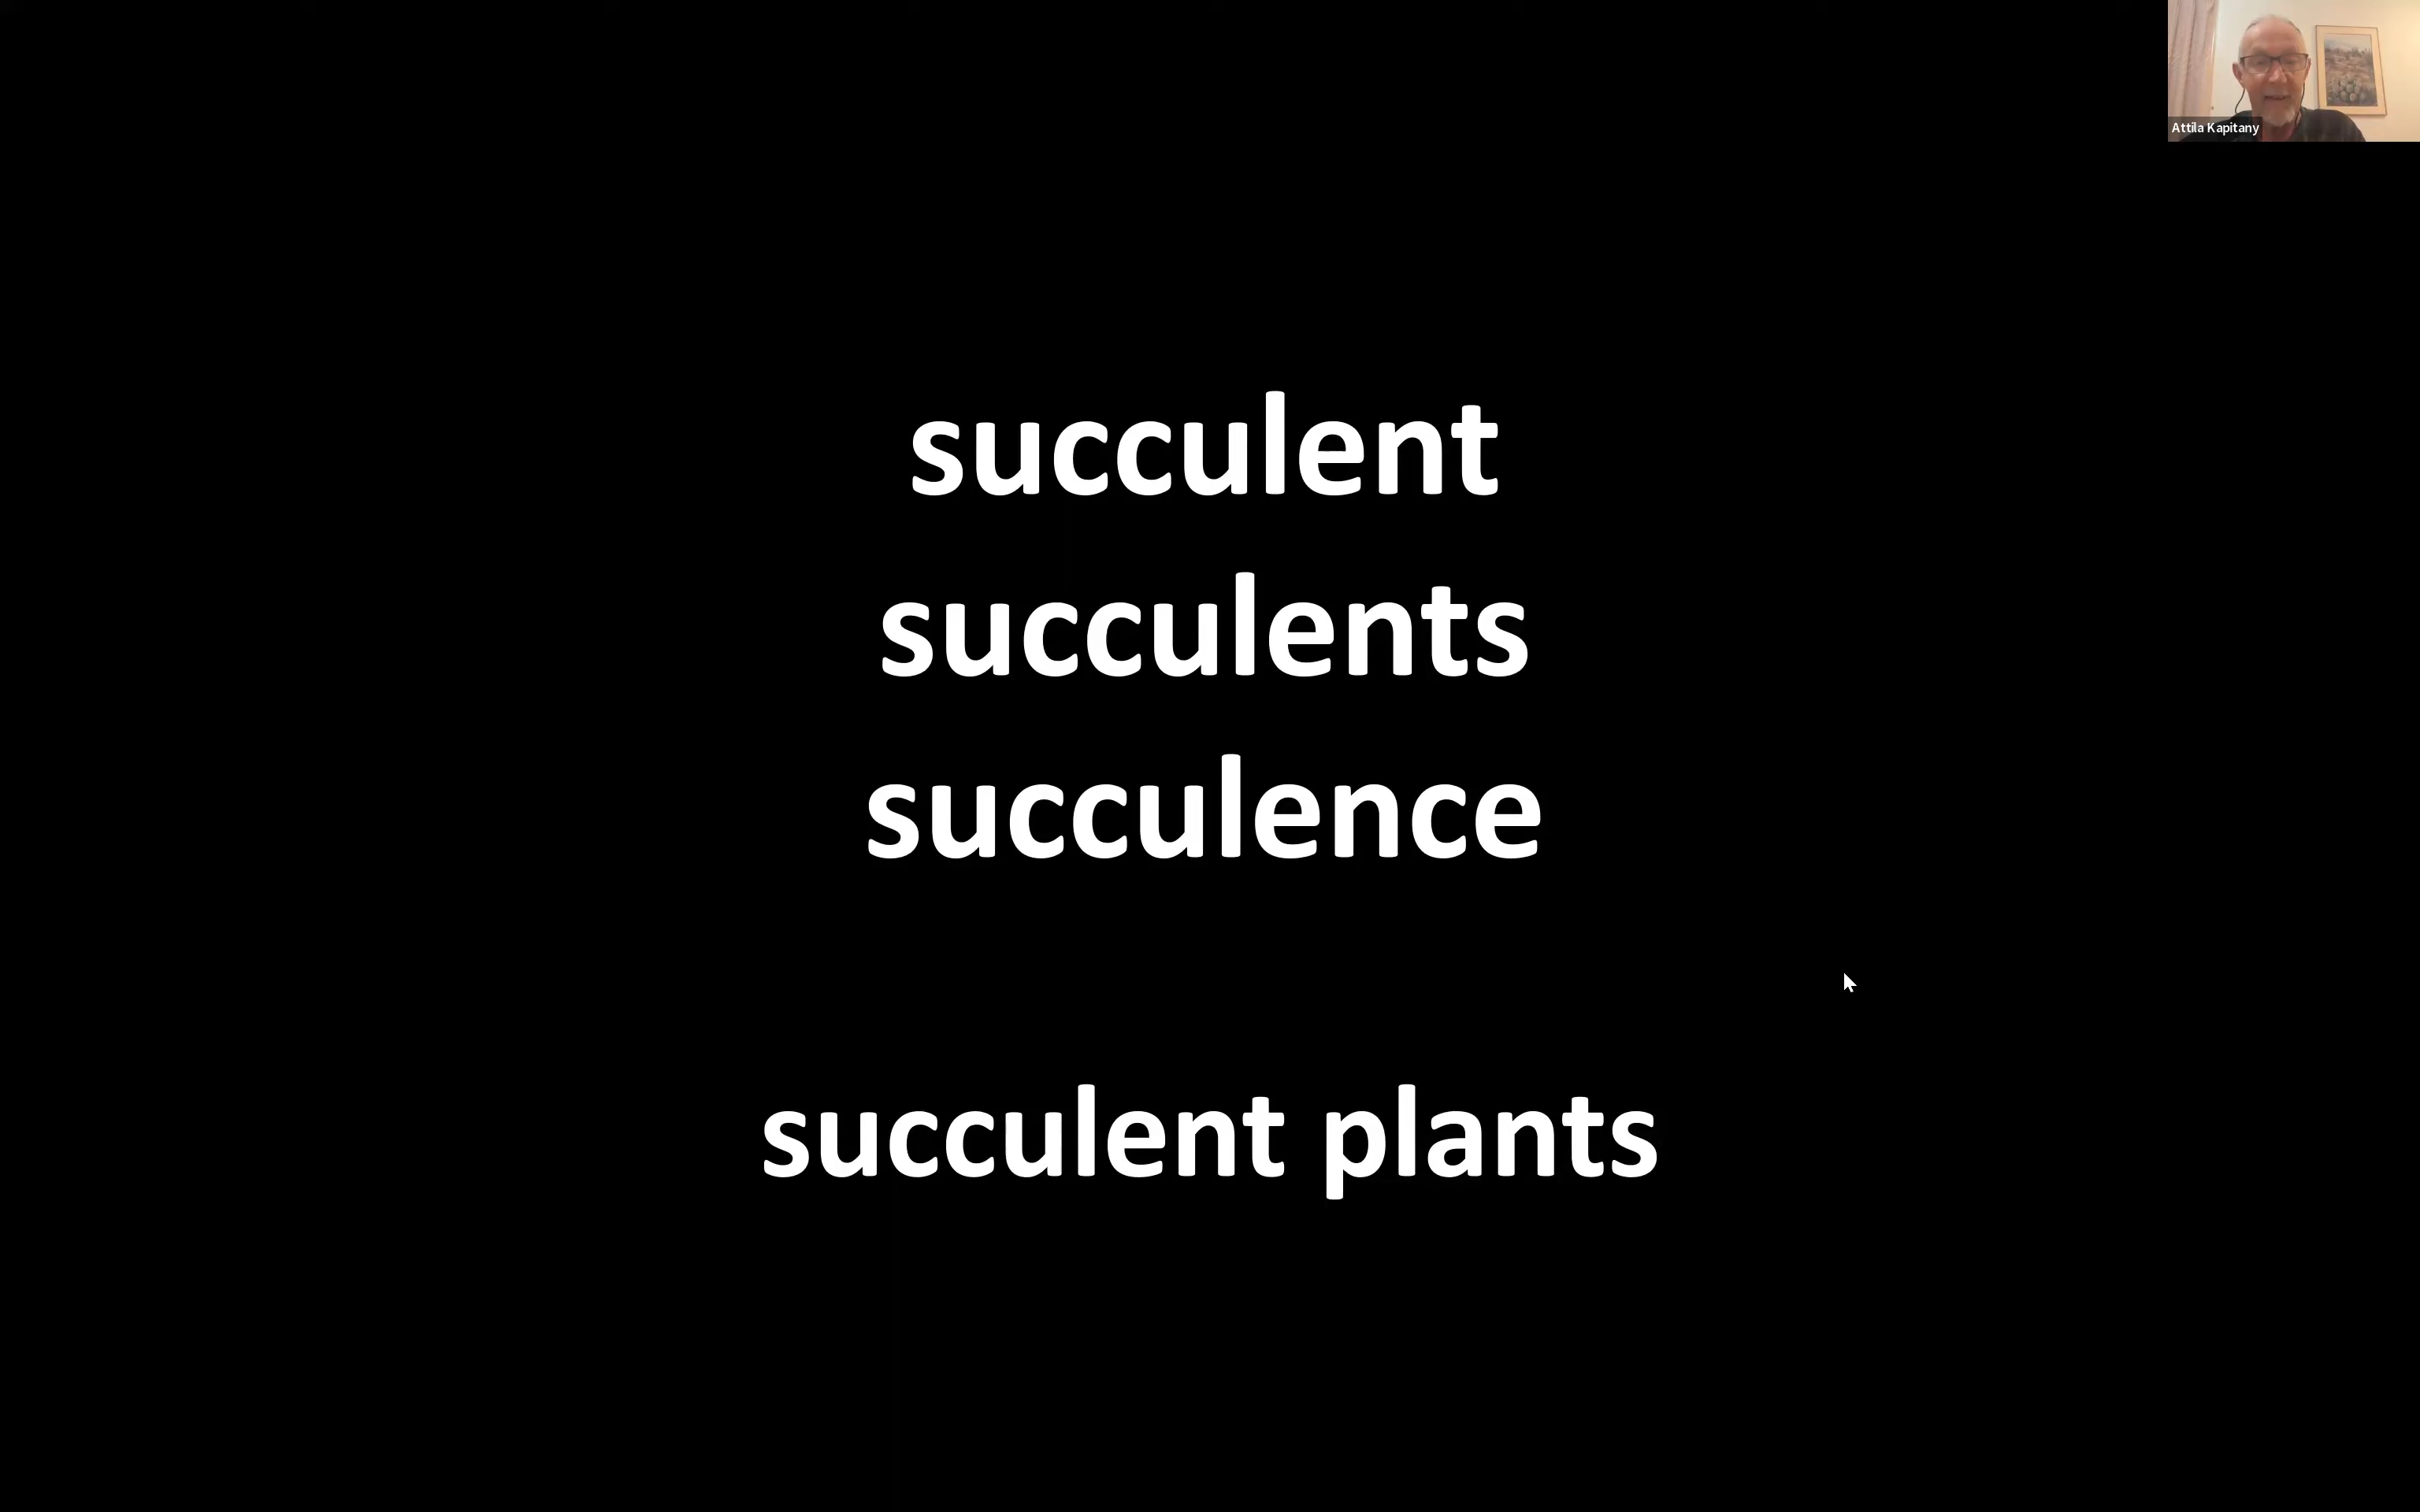 Attila Kapitany
succulent
succulents
succulence
succulent plants